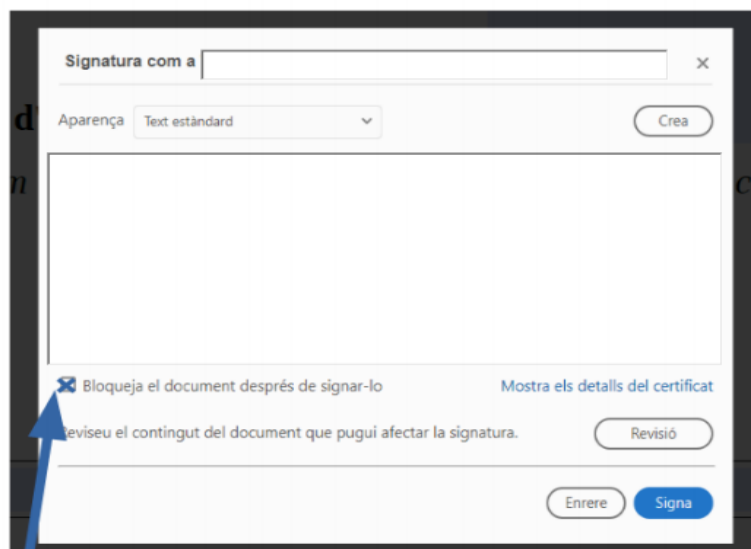 Signatura com a
Aparença Text estàndard Crea
Bloqueja el document després de signar-lo Mostra els detalls del certificat
Reviseu el contingut del document que pugui afectar la signatura. Revisió
Enrere Signa